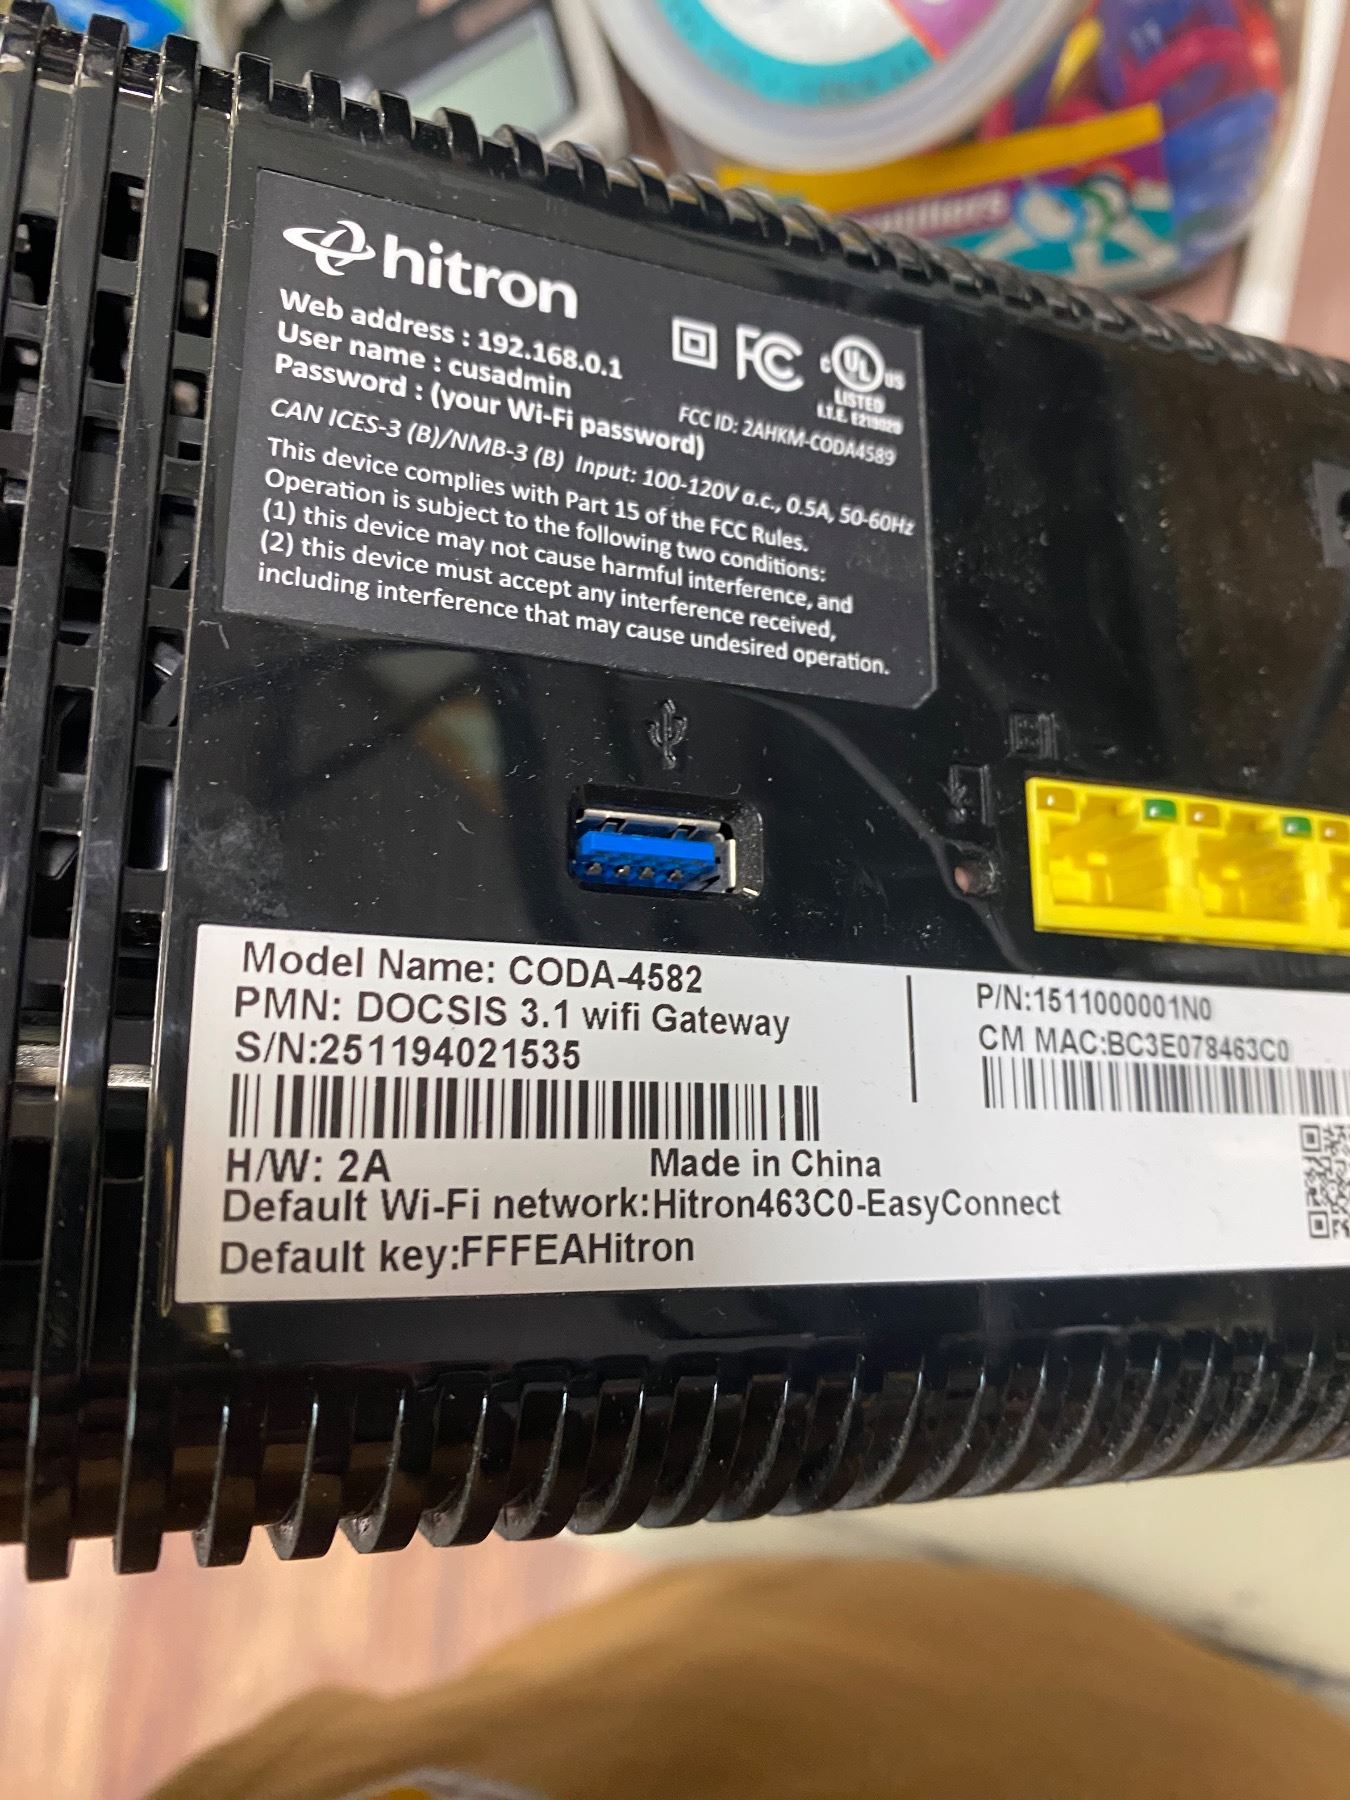 hitron
Web address : 192.168.0.1
User name : cusadmin
Password : (your Wi-Fi password)
FC
c UL us
LISTED
I.T.E. E213029
FCC ID: 2AHKM-CODA4589
CAN ICES-3 (B)/NMB-3 (B) Input: 100-120V a.c., 0.5A, 50-60Hz
This device complies with Part 15 of the FCC Rules.
Operation is subject to the following two conditions:
(1) this device may not cause harmful interference, and
(2) this device must accept any interference received,
including interference that may cause undesired operation.
Model Name: CODA-4582
PMN: DOCSIS 3.1 wifi Gateway
S/N:251194021535
P/N:1511000001N0
CM MAC:BC3E078463C0
H/W: 2A
Made in China
Default Wi-Fi network:Hitron463C0-EasyConnect
Default key:FFFEAHitron